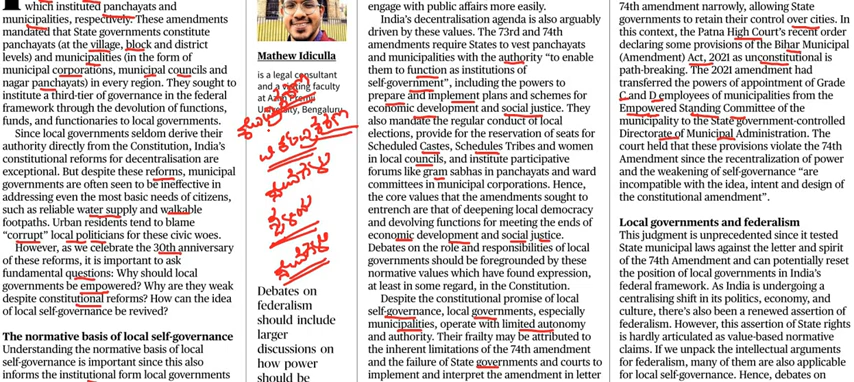 which instituted panchayats and
municipalities, respectively. These amendments
mandated that State governments constitute
panchayats (at the village, block and district
levels) and municipalities (in the form of
municipal corporations, municipal councils and
nagar panchayats) in every region. They sought to
institute a third-tier of governance in the federal
framework through the devolution of functions,
funds, and functionaries to local governments.
Since local governments seldom derive their
authority directly from the Constitution, India's
constitutional reforms for decentralisation are
exceptional. But despite these reforms, municipal
governments are often seen to be ineffective in
addressing even the most basic needs of citizens,
such as reliable water supply and walkable
footpaths. Urban residents tend to blame
"corrupt" local politicians for these civic woes.
However, as we celebrate the 30th anniversary
of these reforms, it is important to ask
fundamental questions: Why should local
governments be empowered? Why are they weak
despite constitutional reforms? How can the idea
of local self-governance be revived?
The normative basis of local self-governance
Understanding the normative basis of local
self-governance is important since this also
informs the institutional form local governments
Mathew Idiculla
is a legal consultant
and a visiting faculty
at Azim Premji
University, Bengaluru
Debates on
federalism
should include
larger
discussions on
how power
should be
engage with public affairs more easily.
India's decentralisation agenda is also arguably
driven by these values. The 73rd and 74th
amendments require States to vest panchayats
and municipalities with the authority "to enable
them to function as institutions of
self-government", including the powers to
prepare and implement plans and schemes for
economic development and social justice. They
also mandate the regular conduct of local
elections, provide for the reservation of seats for
Scheduled Castes, Schedules Tribes and women
in local councils, and institute participative
forums like gram sabhas in panchayats and ward
committees in municipal corporations. Hence,
the core values that the amendments sought to
entrench are that of deepening local democracy
and devolving functions for meeting the ends of
economic development and social justice.
Debates on the role and responsibilities of local
governments should be foregrounded by these
normative values which have found expression,
at least in some regard, in the Constitution.
Despite the constitutional promise of local
self-governance, local governments, especially
municipalities, operate with limited autonomy
and authority. Their frailty may be attributed to
the inherent limitations of the 74th amendment
and the failure of State governments and courts to
implement and interpret the amendment in letter
74th amendment narrowly, allowing State
governments to retain their control over cities. In
this context, the Patna High Court's recent order
declaring some provisions of the Bihar Municipal
(Amendment) Act, 2021 as unconstitutional is
path-breaking. The 2021 amendment had
transferred the powers of appointment of Grade
C and D employees of municipalities from the
Empowered Standing Committee of the
municipality to the State government-controlled
Directorate of Municipal Administration. The
court held that these provisions violate the 74th
Amendment since the decentralization of power
and the weakening of self-governance "are
incompatible with the idea, intent and design of
the constitutional amendment".
Local governments and federalism
This judgment is unprecedented since it tested
State municipal laws against the letter and spirit
of the 74th Amendment and can potentially reset
the position of local governments in India's
federal framework. As India is undergoing a
centralising shift in its politics, economy, and
culture, there's also been a renewed assertion of
federalism. However, this assertion of State rights
is hardly articulated as value-based normative
claims. If we unpack the intellectual arguments
for federalism, many of them are also applicable
for local self-governance. Hence, debates on